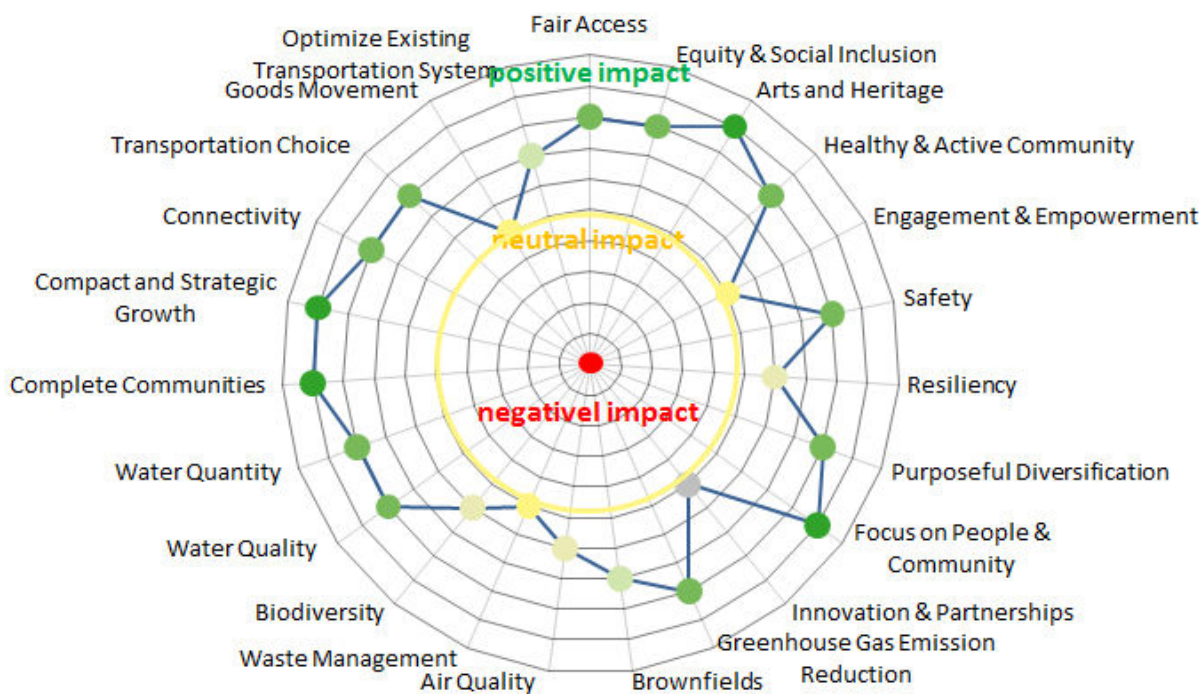 Fair Access
Optimize Existing
Transportation System
Equity & Social Inclusion
positive impact
Goods Movement
Arts and Heritage
Transportation Choice
Healthy & Active Community
Connectivity
Engagement & Empowerment
neutral impact
Compact and Strategic
Growth
Safety
Complete Communities
Resiliency
negativel impact
Water Quantity
Purposeful Diversification
Water Quality
Focus on People &
Community
Biodiversity
Innovation & Partnerships
Waste Management
Greenhouse Gas Emission
Reduction
Air Quality
Brownfields